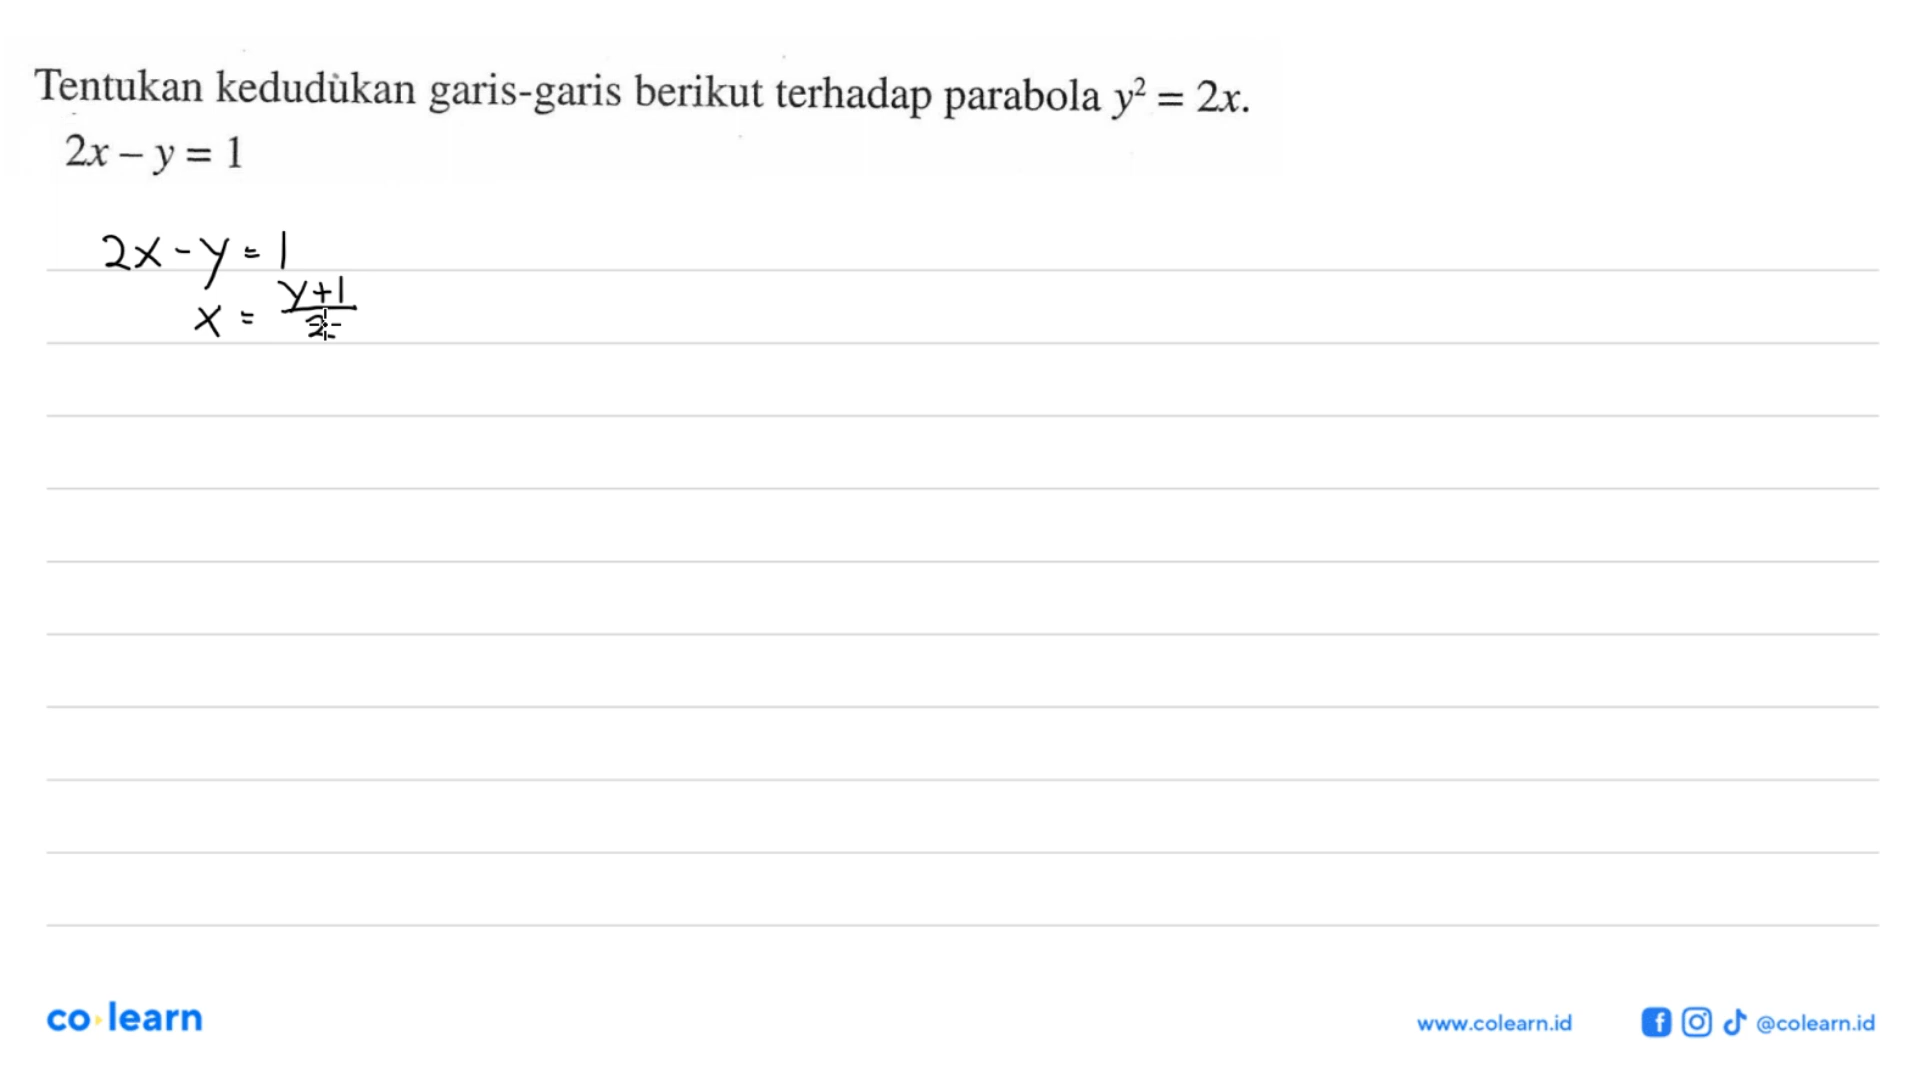 Tentukan kedudukan garis-garis berikut terhadap parabola y² = 2x.
2x – y = 1
2x - y = 1
x = (y+1)/2
co learn
www.colearn.id
@colearn.id